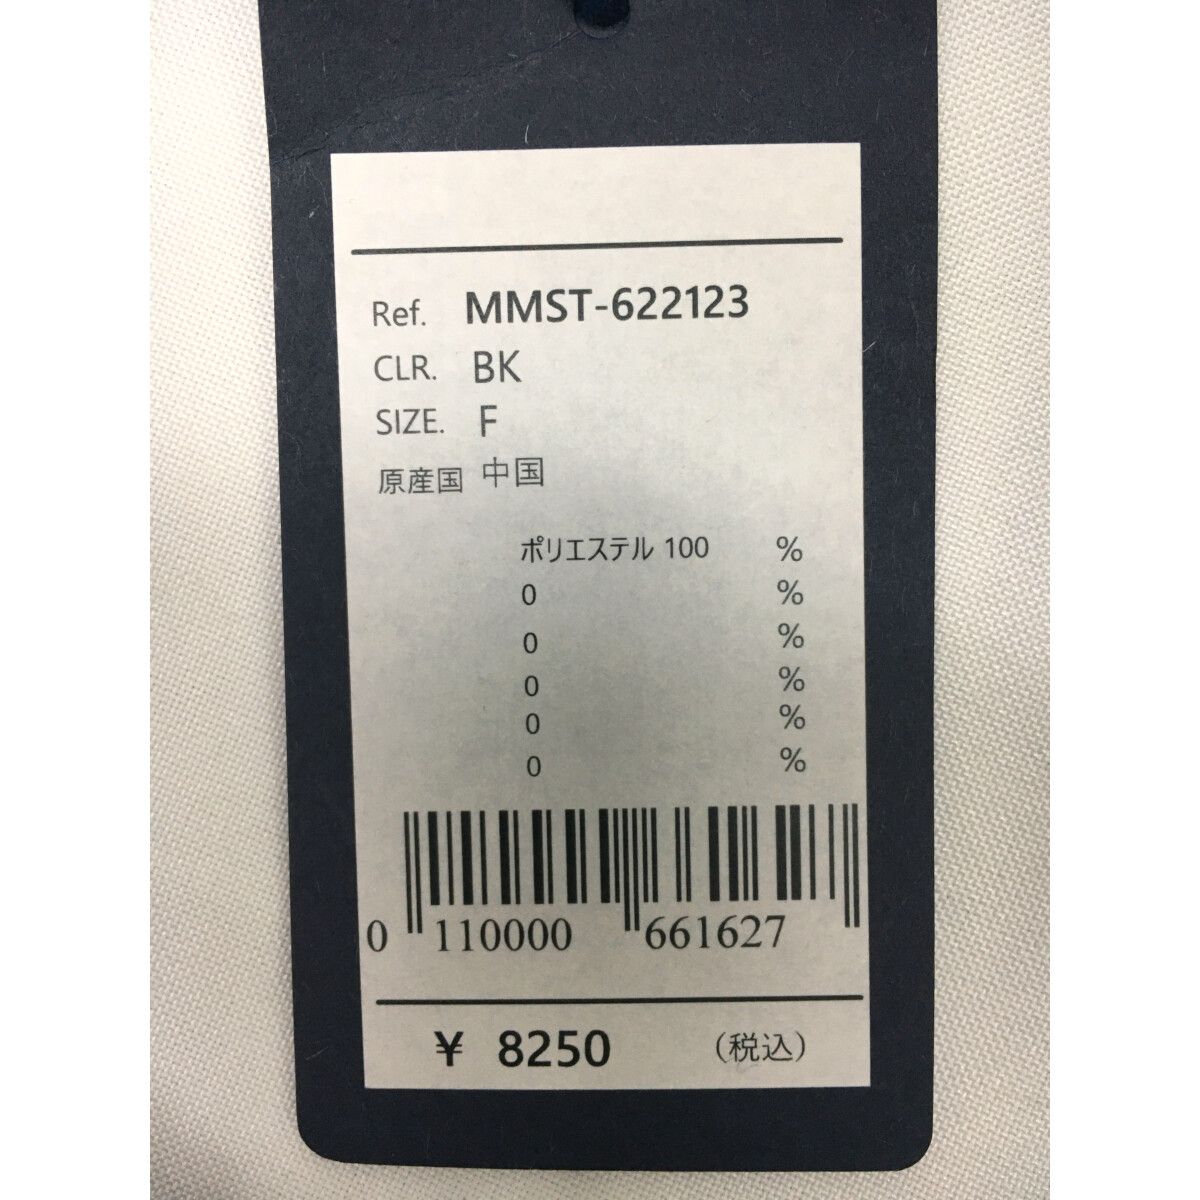 Ref. MMST-622123
CLR. BK
SIZE. F
原産国 中国
ポリエステル 100 %
0 %
0 %
0 %
0 %
0 %
0 110000 661627
¥ 8250 （税込）